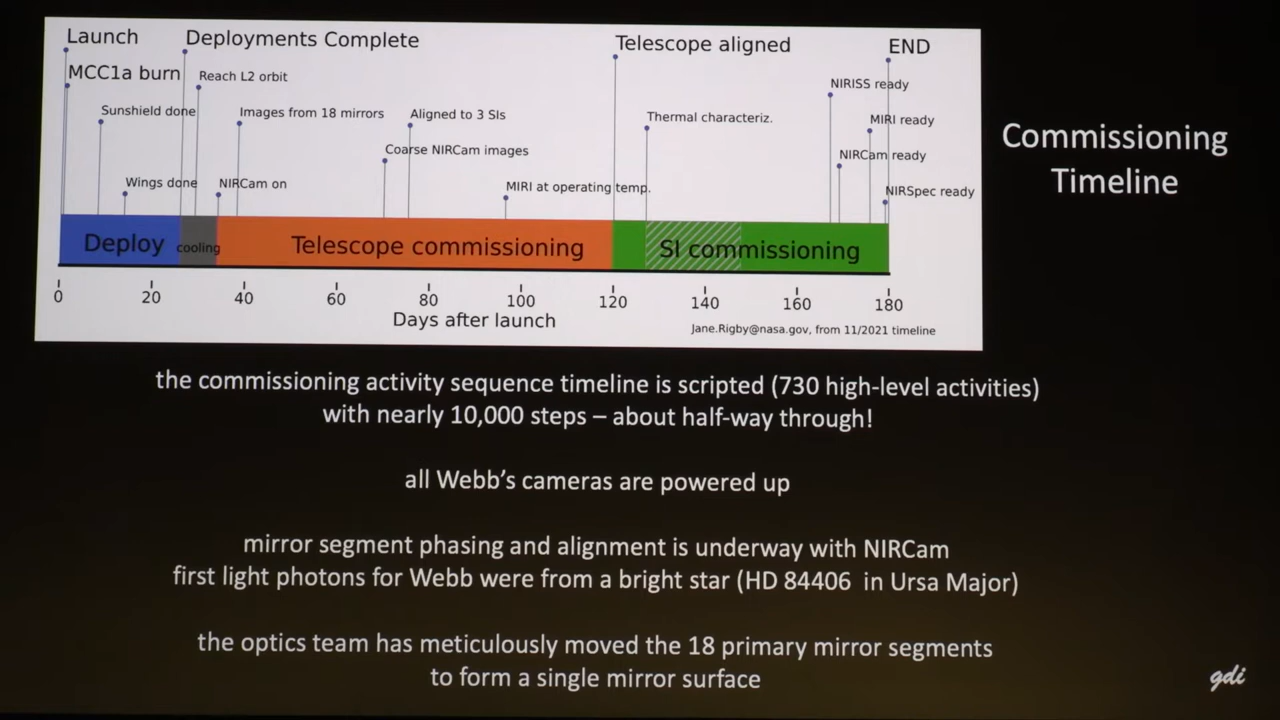 Launch
Deployments Complete
Telescope aligned
END
MCC1a burn
Reach L2 orbit
NIRISS ready
Sunshield done
Images from 18 mirrors
Aligned to 3 SIs
Thermal characteriz.
MIRI ready
Coarse NIRCam images
NIRCam ready
Wings done
NIRCam on
MIRI at operating temp.
NIRSpec ready
Deploy
cooling
Telescope commissioning
SI commissioning
0 20 40 60 80 100 120 140 160 180
Days after launch
Jane.Rigby@nasa.gov, from 11/2021 timeline
Commissioning
Timeline
the commissioning activity sequence timeline is scripted (730 high-level activities)
with nearly 10,000 steps – about half-way through!
all Webb's cameras are powered up
mirror segment phasing and alignment is underway with NIRCam
first light photons for Webb were from a bright star (HD 84406 in Ursa Major)
the optics team has meticulously moved the 18 primary mirror segments
to form a single mirror surface
gdi